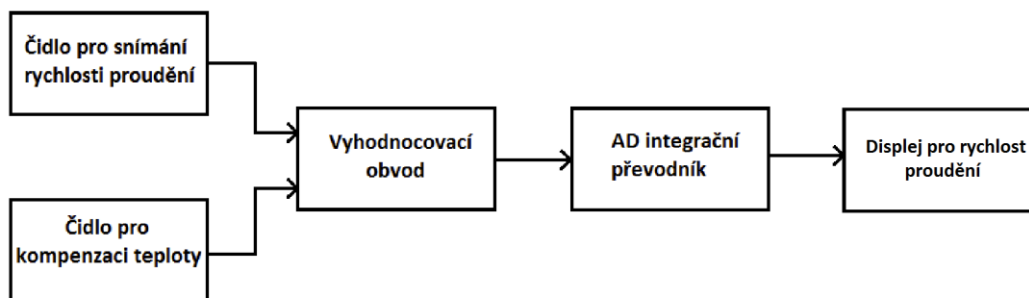 Čidlo pro snímání
rychlosti proudění
Čidlo pro
kompenzaci teploty
Vyhodnocovací
obvod
AD integrační
převodník
Displej pro rychlost
proudění